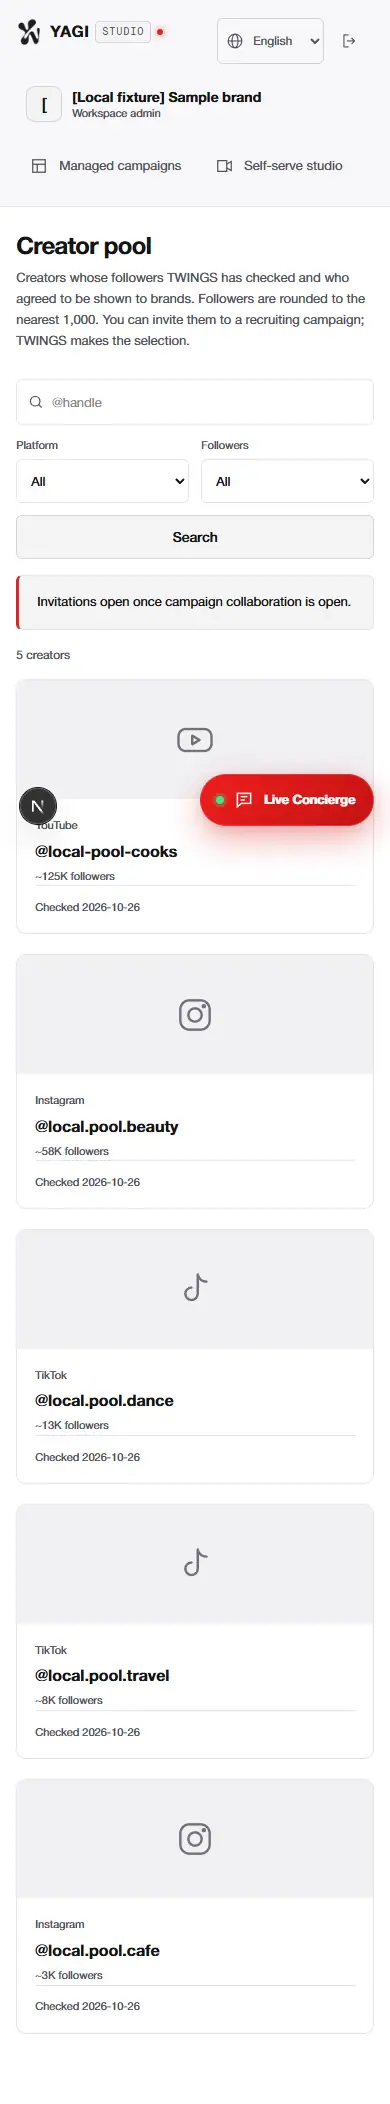 YAGI STUDIO
English
[
[Local fixture] Sample brand
Workspace admin
Managed campaigns
Self-serve studio
Creator pool
Creators whose followers TWINGS has checked and who
agreed to be shown to brands. Followers are rounded to the
nearest 1,000. You can invite them to a recruiting campaign;
TWINGS makes the selection.
@handle
Platform
Followers
All
All
Search
Invitations open once campaign collaboration is open.
5 creators
Live Concierge
N
YouTube
@local-pool-cooks
~125K followers
Checked 2026-10-26
Instagram
@local.pool.beauty
~58K followers
Checked 2026-10-26
TikTok
@local.pool.dance
~13K followers
Checked 2026-10-26
TikTok
@local.pool.travel
~8K followers
Checked 2026-10-26
Instagram
@local.pool.cafe
~3K followers
Checked 2026-10-26